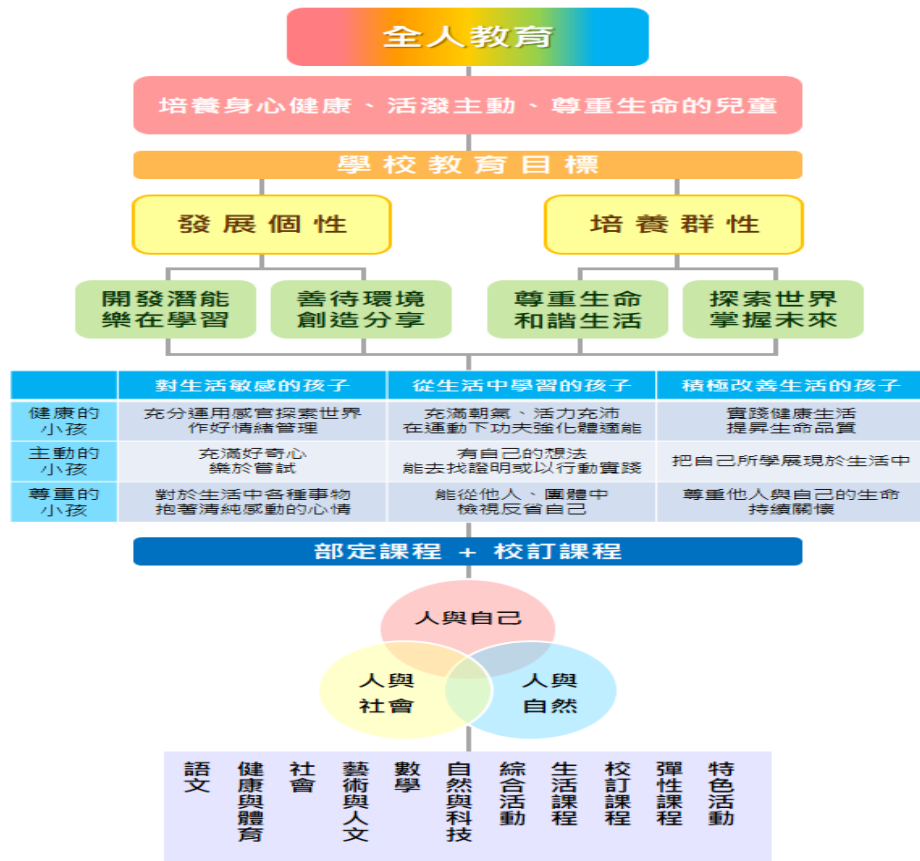 全人教育
培養身心健康、活潑主動、尊重生命的兒童
學校教育目標
發展個性
培養群性
開發潛能
樂在學習
善待環境
創造分享
尊重生命
和諧生活
探索世界
掌握未來
對生活敏感的孩子
從生活中學習的孩子
積極改善生活的孩子
健康的
小孩
充分運用感官探索世界
作好情緒管理
充滿朝氣、活力充沛
在運動下功夫強化體適能
實踐健康生活
提昇生命品質
主動的
小孩
充滿好奇心
樂於嘗試
有自己的想法
能去找證明或以行動實踐
把自己所學展現於生活中
尊重的
小孩
對於生活中各種事物
抱著清純感動的心情
能從他人、團體中
檢視反省自己
尊重他人與自己的生命
持續關懷
部定課程 + 校訂課程
人與自己
人與
社會
人與
自然
語文
健康與體育
社會
藝術與人文
數學
自然與科技
綜合活動
生活課程
校訂課程
彈性課程
特色活動